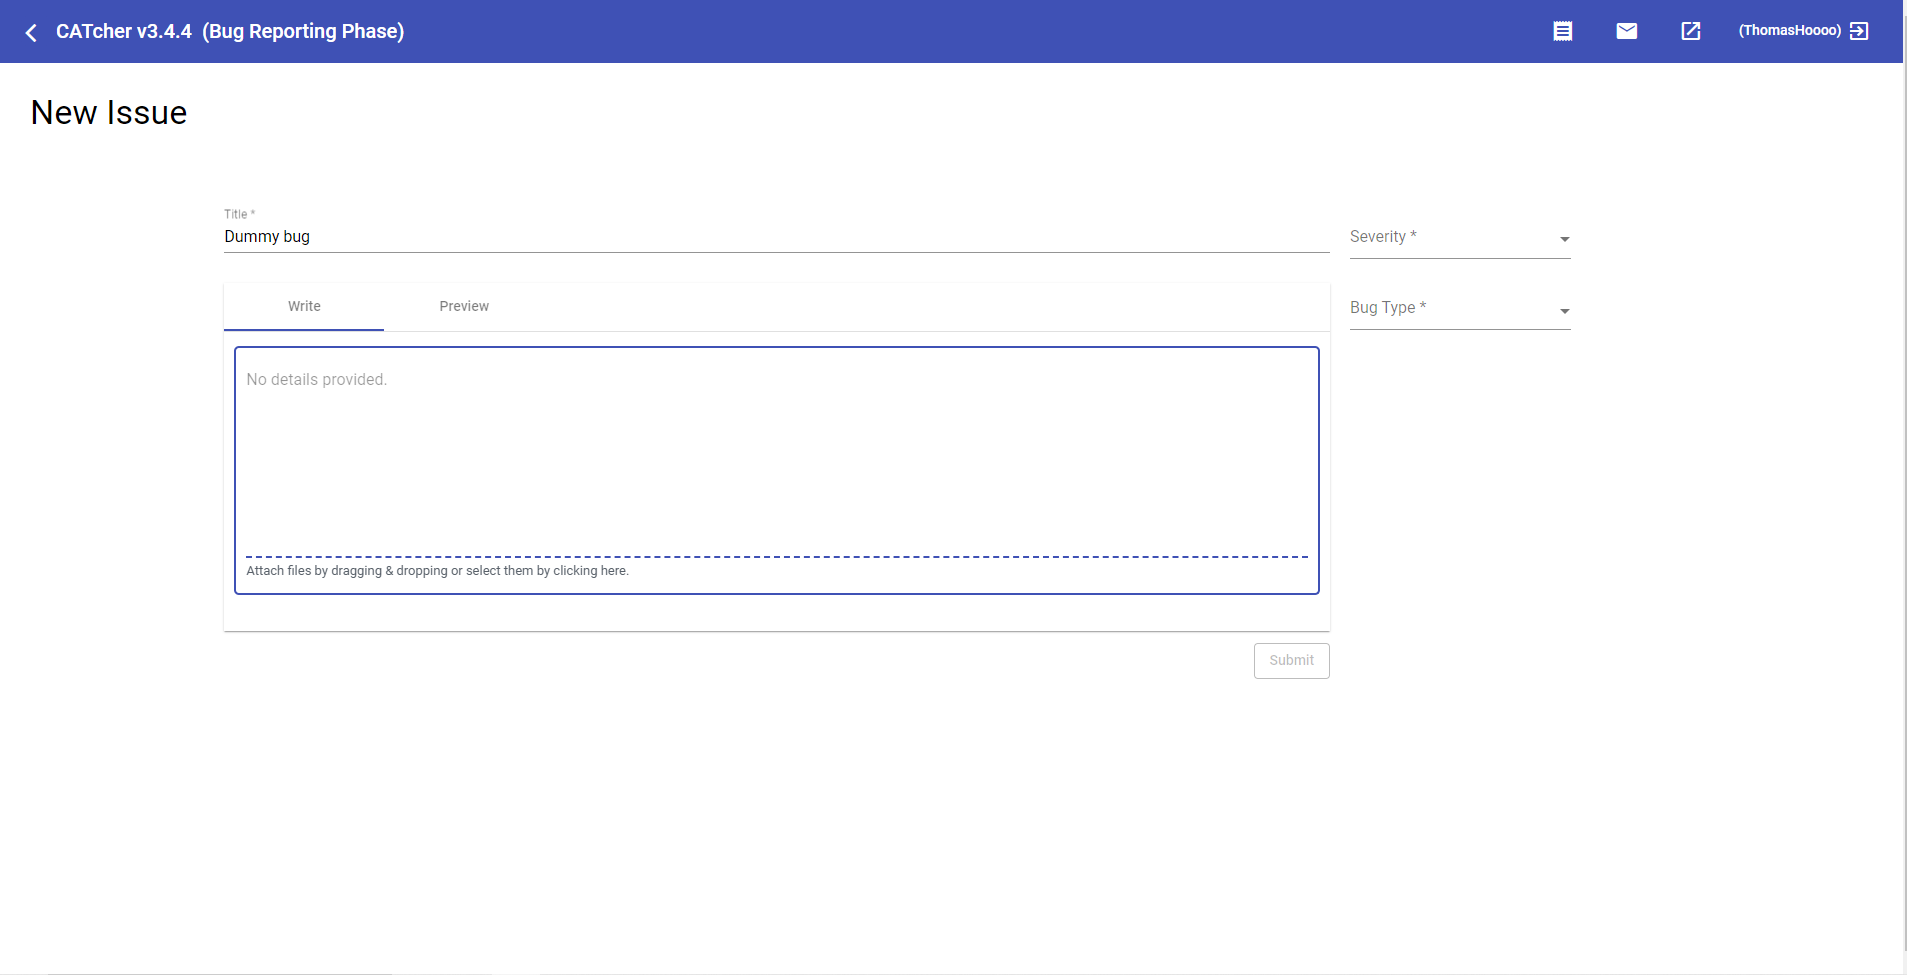 CATcher v3.4.4 (Bug Reporting Phase)
(ThomasHoooo)
New Issue
Title *
Dummy bug
Severity *
Write
Preview
Bug Type *
No details provided.
Attach files by dragging & dropping or select them by clicking here.
Submit